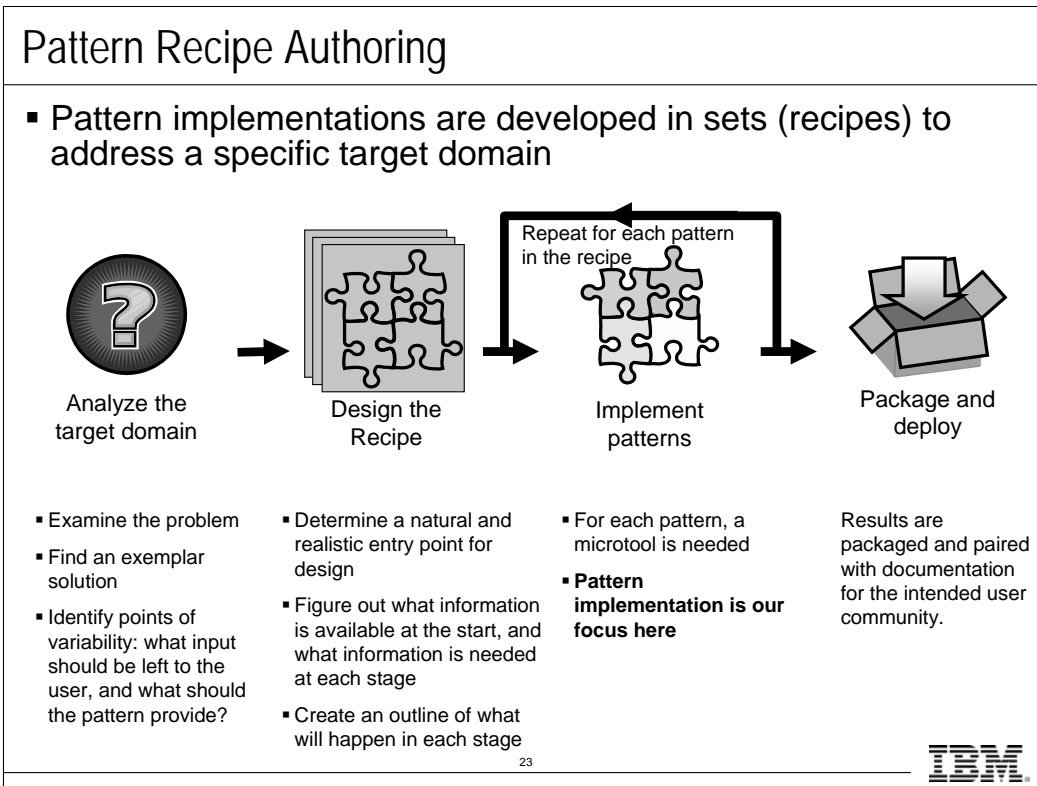 Pattern Recipe Authoring
▪ Pattern implementations are developed in sets (recipes) to
address a specific target domain
Repeat for each pattern
in the recipe
?
Analyze the
target domain
Design the
Recipe
Implement
patterns
Package and
deploy
▪ Examine the problem
▪ Find an exemplar
solution
▪ Identify points of
variability: what input
should be left to the
user, and what should
the pattern provide?
▪ Determine a natural and
realistic entry point for
design
▪ Figure out what information
is available at the start, and
what information is needed
at each stage
▪ Create an outline of what
will happen in each stage
▪ For each pattern, a
microtool is needed
▪ Pattern
implementation is our
focus here
Results are
packaged and paired
with documentation
for the intended user
community.
23
IBM.